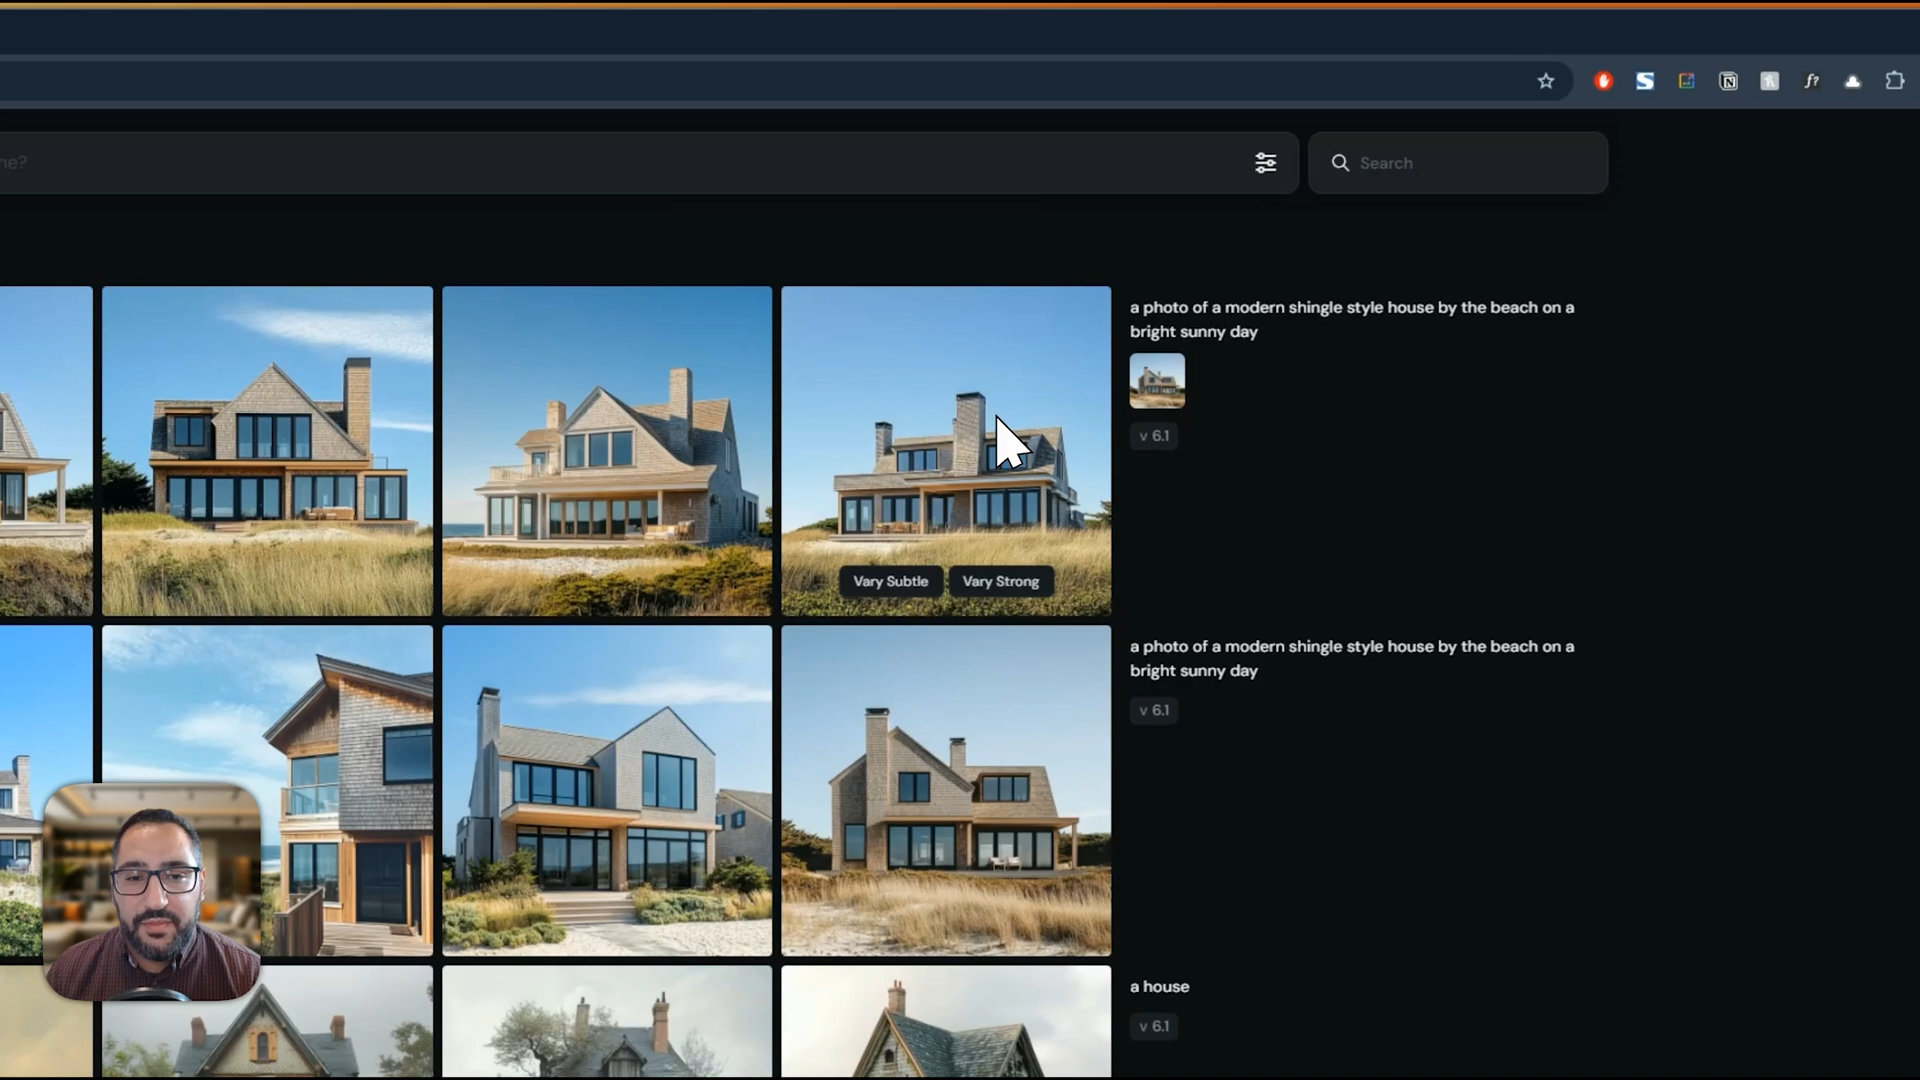 ne?
Search
a photo of a modern shingle style house by the beach on a
bright sunny day
v 6.1
Vary Subtle
Vary Strong
a photo of a modern shingle style house by the beach on a
bright sunny day
v 6.1
a house
v 6.1